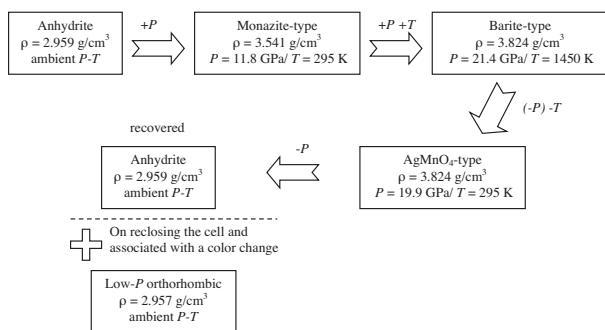 Anhydrite
ρ = 2.959 g/cm³
ambient P-T
+P
Monazite-type
ρ = 3.541 g/cm³
P = 11.8 GPa/ T = 295 K
+P +T
Barite-type
ρ = 3.824 g/cm³
P = 21.4 GPa/ T = 1450 K
(-P) -T
AgMnO₄-type
ρ = 3.824 g/cm³
P = 19.9 GPa/ T = 295 K
-P
recovered
Anhydrite
ρ = 2.959 g/cm³
ambient P-T
On reclosing the cell and
associated with a color change
Low-P orthorhombic
ρ = 2.957 g/cm³
ambient P-T